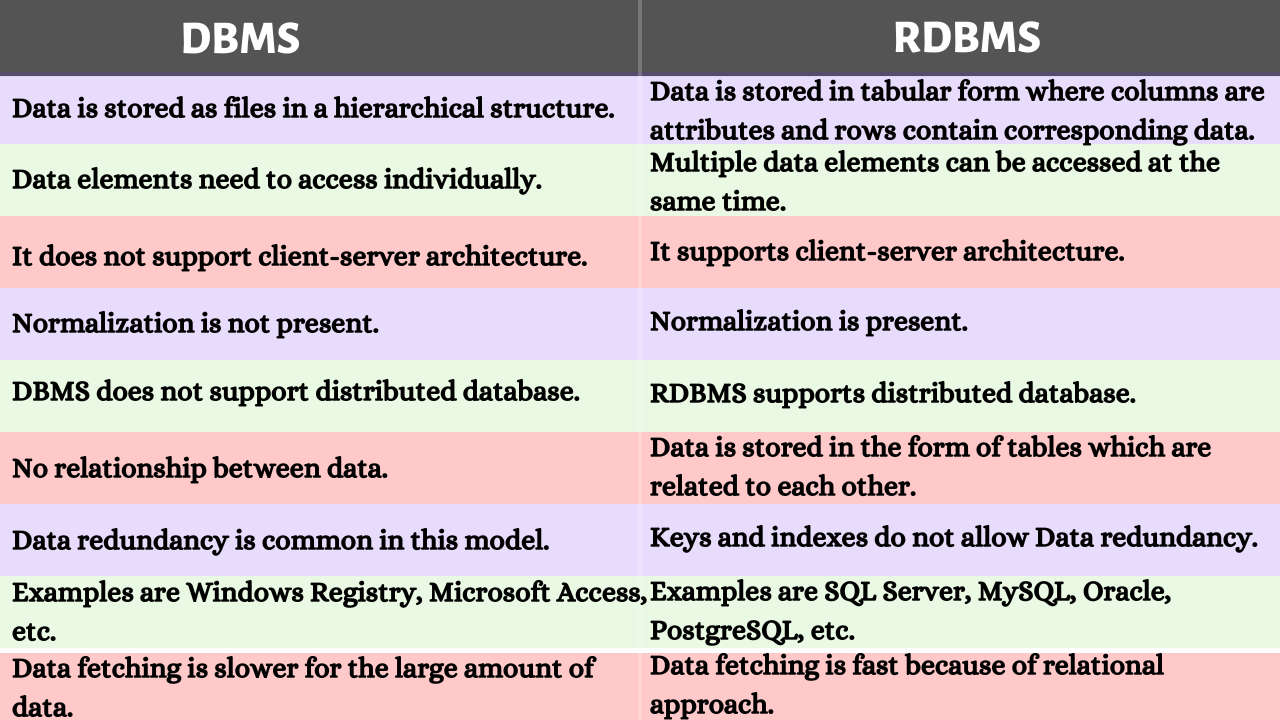 DBMS
RDBMS
Data is stored as files in a hierarchical structure.
Data is stored in tabular form where columns are
attributes and rows contain corresponding data.
Data elements need to access individually.
Multiple data elements can be accessed at the
same time.
It does not support client-server architecture.
It supports client-server architecture.
Normalization is not present.
Normalization is present.
DBMS does not support distributed database.
RDBMS supports distributed database.
No relationship between data.
Data is stored in the form of tables which are
related to each other.
Data redundancy is common in this model.
Keys and indexes do not allow Data redundancy.
Examples are Windows Registry, Microsoft Access,
etc.
Examples are SQL Server, MySQL, Oracle,
PostgreSQL, etc.
Data fetching is slower for the large amount of
data.
Data fetching is fast because of relational
approach.